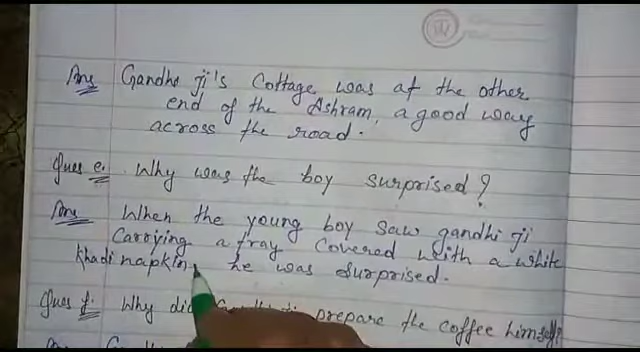 Ans Gandhi ji's Cottage was at the other
end of the Ashram, a good way
across the road.
Ques e. Why was the boy surprised?
Ans When the young boy saw gandhi ji
Carrying a tray Covered with a white
khadi napkin, he was surprised.
Ques f. Why did prepare the coffee himself?